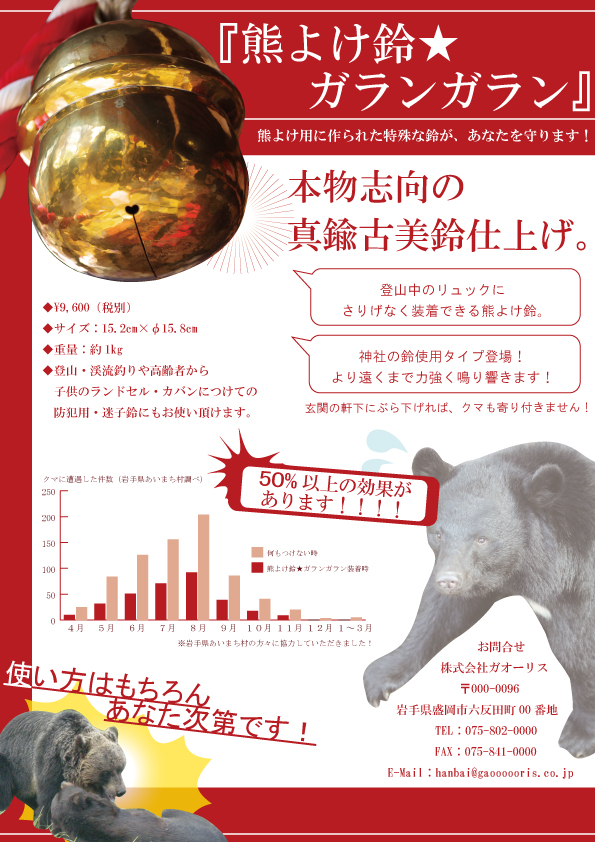 『熊よけ鈴★
ガランガラン』
熊よけ用に作られた特殊な鈴が、あなたを守ります!
本物志向の
真鍮古美鈴仕上げ。
登山中のリュックに
さりげなく装着できる熊よけ鈴。
神社の鈴使用タイプ登場!
より遠くまで力強く鳴り響きます!
玄関の軒下にぶら下げれば、クマも寄り付きません!
◆¥9,600（税別）
◆サイズ：15.2cm×φ15.8cm
◆重量：約1kg
◆登山・渓流釣りや高齢者から
子供のランドセル・カバンにつけての
防犯用・迷子鈴にもお使い頂けます。
50%以上の効果が
あります!!!!
クマに遭遇した件数（岩手県あいまち村調べ）
250
200
150
100
50
0
4月 5月 6月 7月 8月 9月 10月 11月 12月 1～3月
何もつけない時
熊よけ鈴★ガランガラン装着時
※岩手県あいまち村の方々に協力していただきました!
使い方はもちろん
あなた次第です!
お問合せ
株式会社ガオーリス
〒000-0096
岩手県盛岡市六反田町00番地
TEL：075-802-0000
FAX：075-841-0000
E-Mail：hanbai@gaoooooris.co.jp